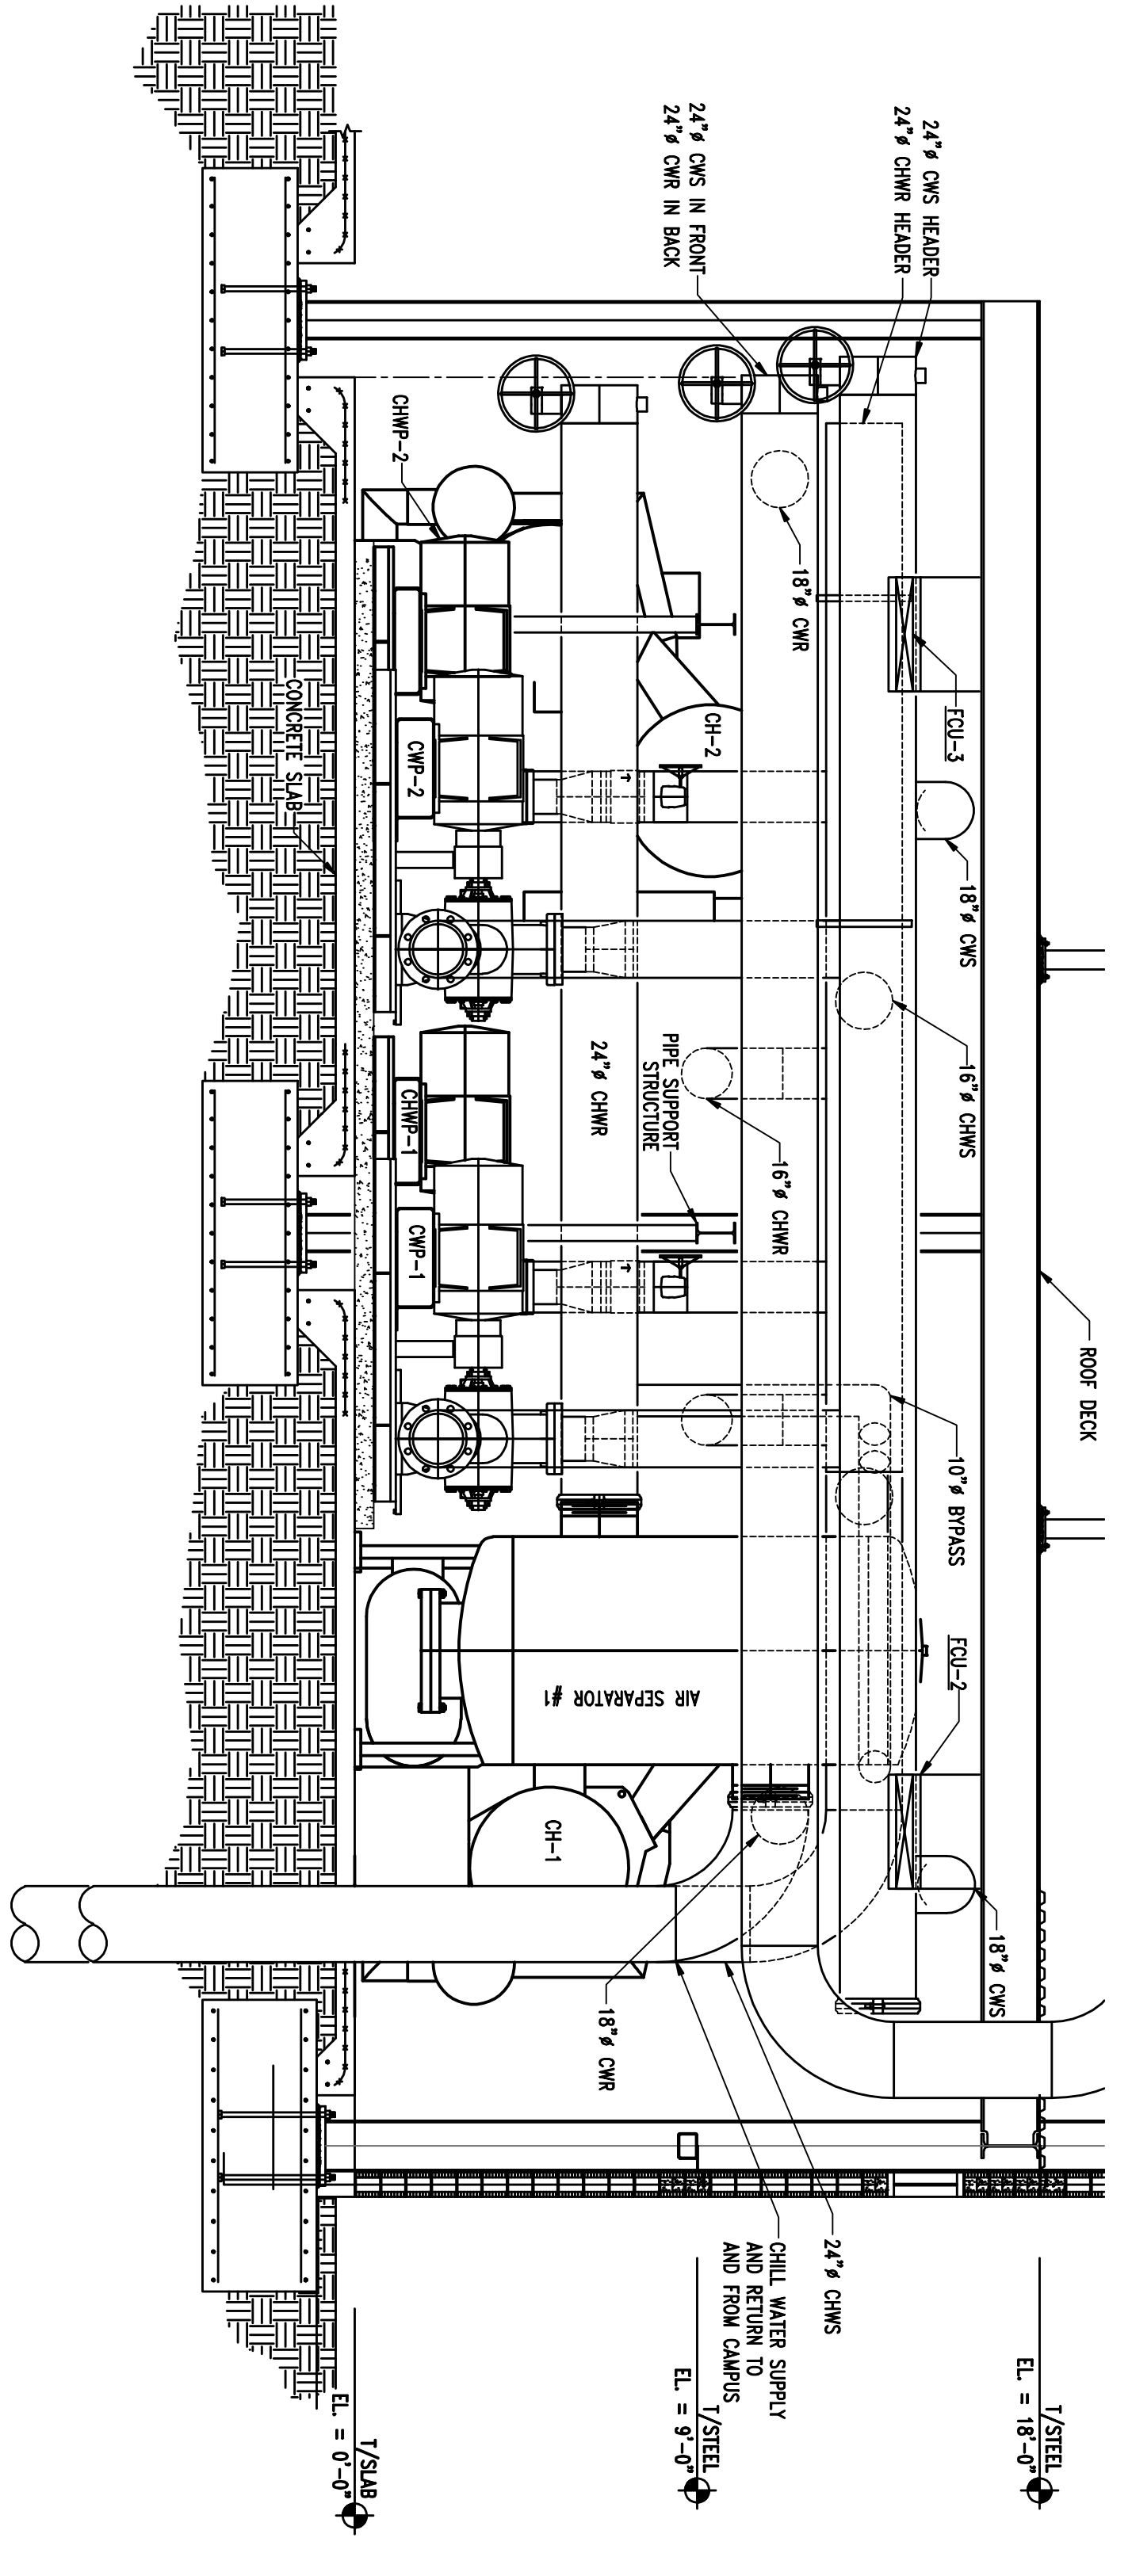 24"ø CWS HEADER
24"ø CHWR HEADER
24"ø CWS IN FRONT
24"ø CWR IN BACK
CHWP-2
18"ø CWR
FCU-3
CH-2
CWP-2
CONCRETE SLAB
18"ø CWS
16"ø CHWS
PIPE SUPPORT
STRUCTURE
24"ø CHWR
16"ø CHWR
CHWP-1
CWP-1
ROOF DECK
10"ø BYPASS
FCU-2
AIR SEPARATOR #1
CH-1
18"ø CWS
18"ø CWR
24"ø CHWS
CHILL WATER SUPPLY
AND RETURN TO
AND FROM CAMPUS
T/STEEL
EL. = 18'-0"
T/STEEL
EL. = 9'-0"
T/SLAB
EL. = 0'-0"